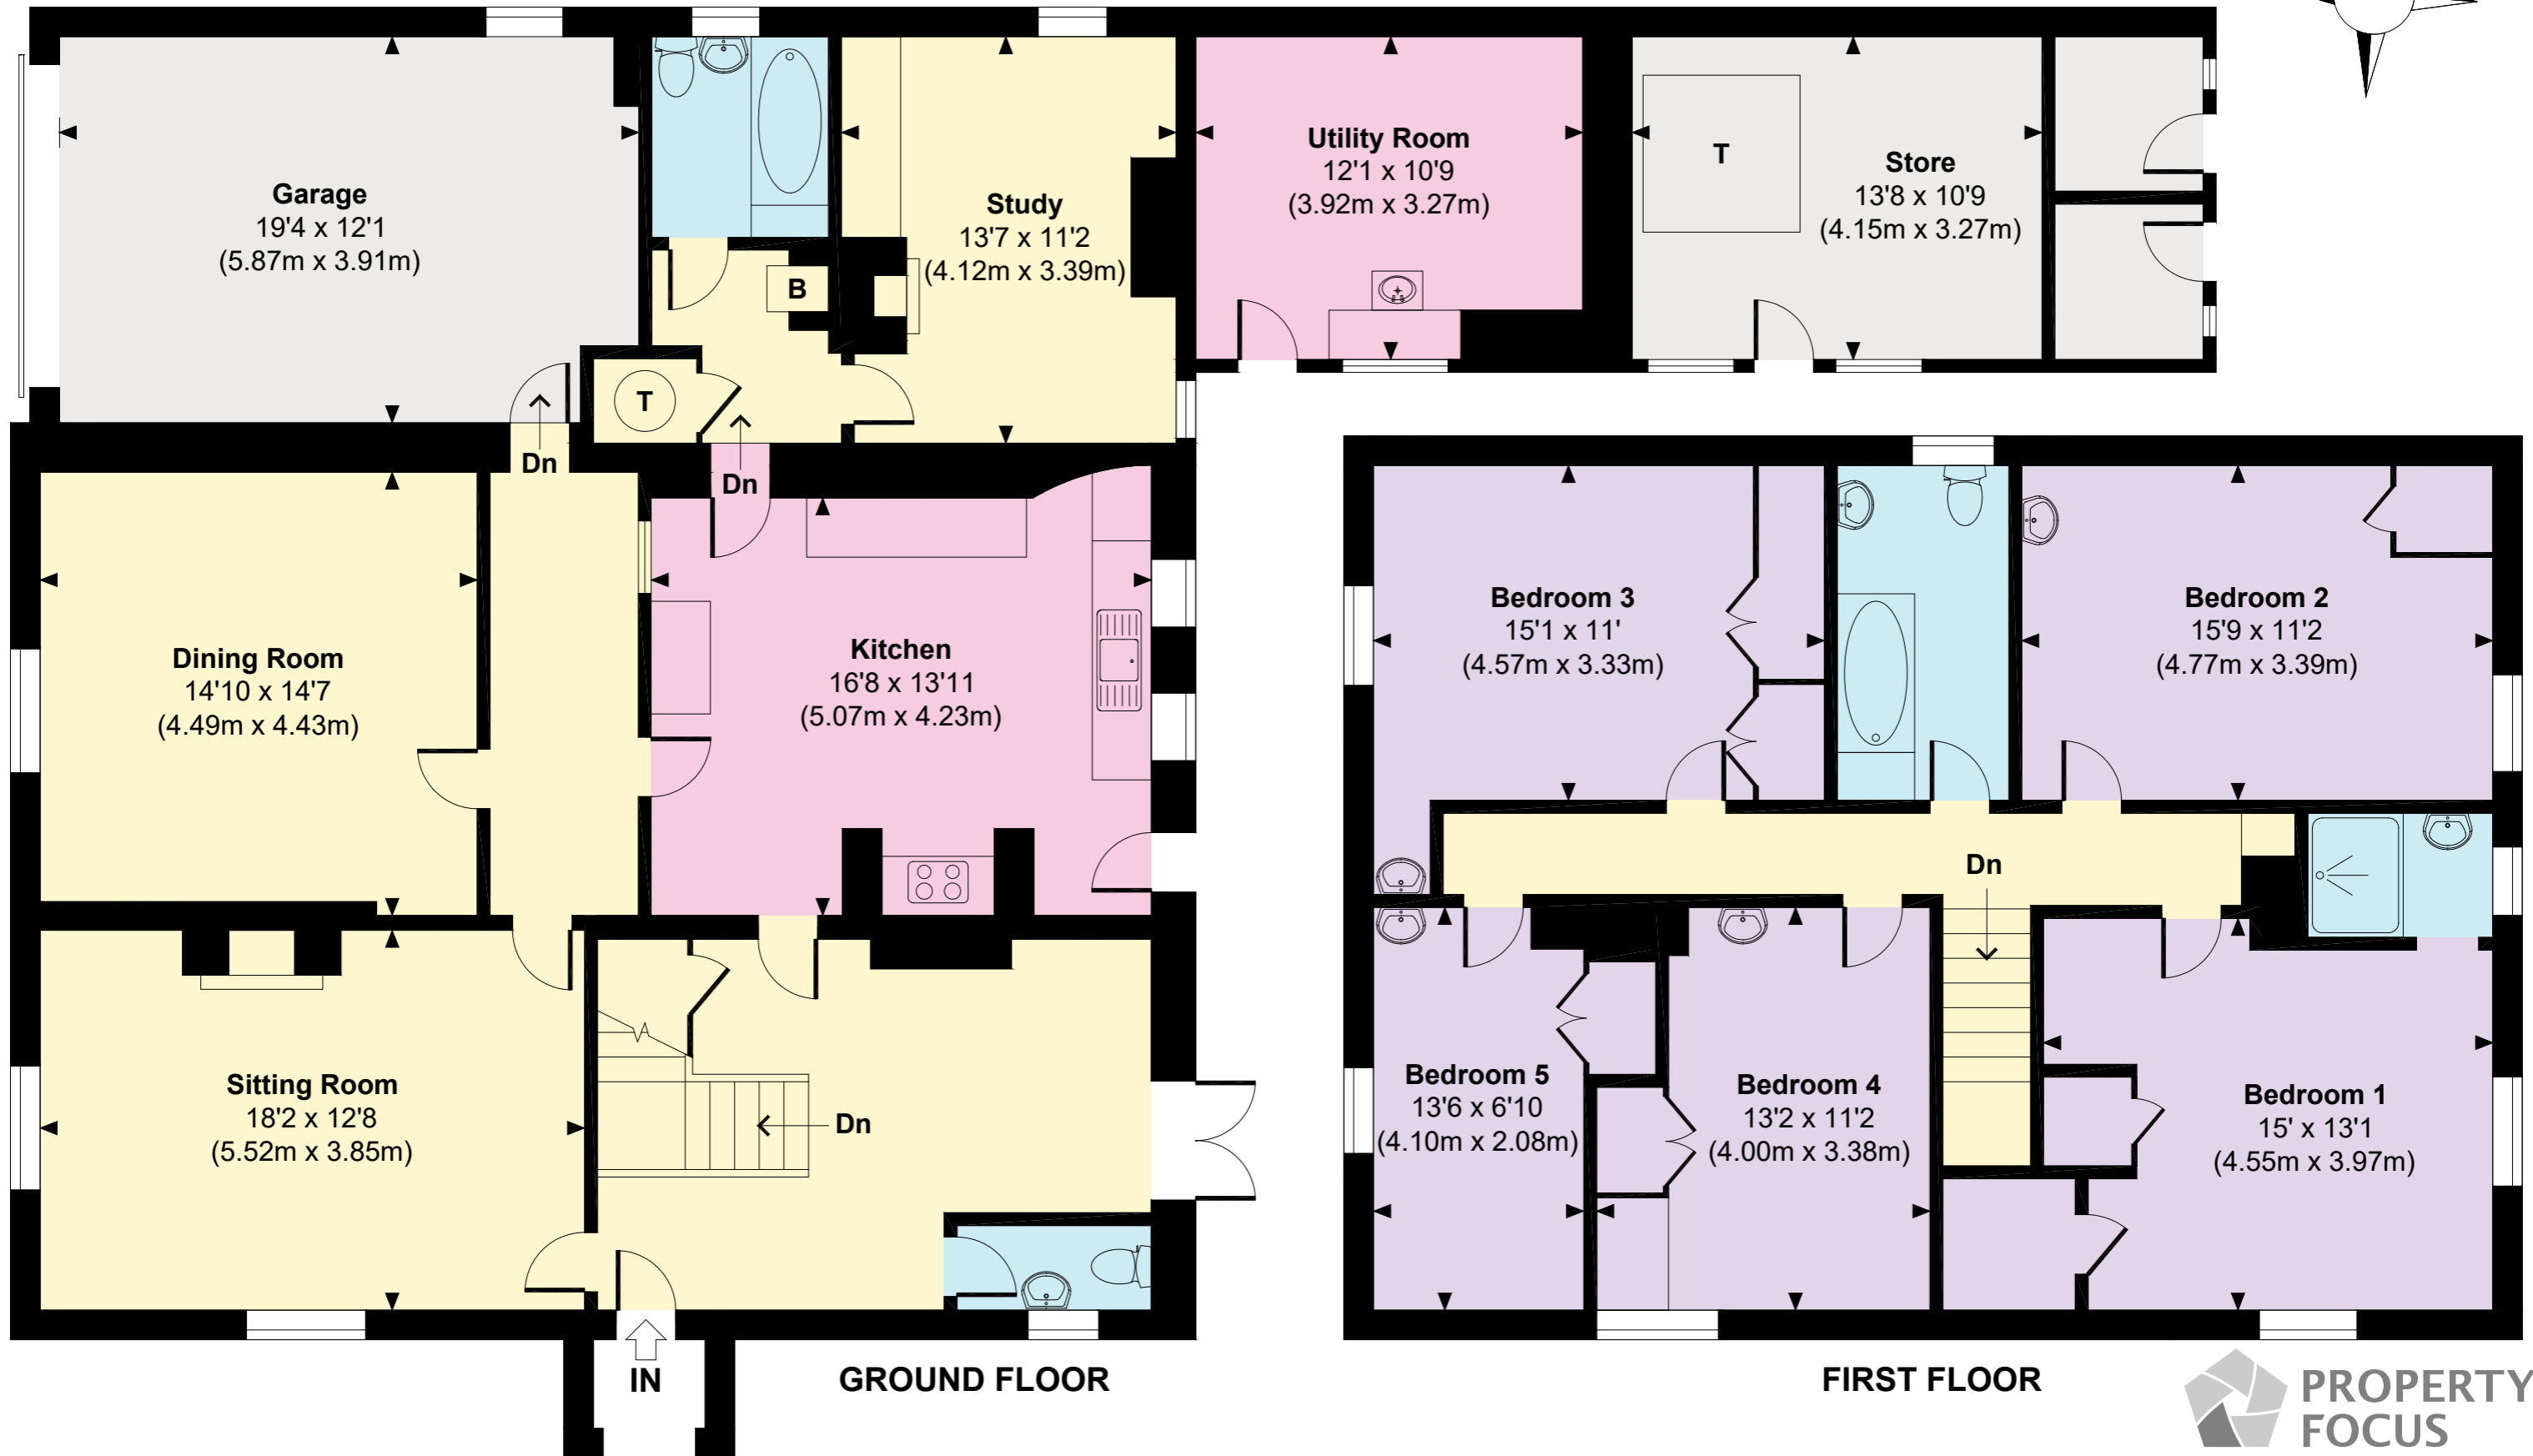 Garage
19'4 x 12'1
(5.87m x 3.91m)
B
T
Study
13'7 x 11'2
(4.12m x 3.39m)
Utility Room
12'1 x 10'9
(3.92m x 3.27m)
T
Store
13'8 x 10'9
(4.15m x 3.27m)
Dn
Dn
Dining Room
14'10 x 14'7
(4.49m x 4.43m)
Kitchen
16'8 x 13'11
(5.07m x 4.23m)
Sitting Room
18'2 x 12'8
(5.52m x 3.85m)
Dn
IN
GROUND FLOOR
Bedroom 3
15'1 x 11'
(4.57m x 3.33m)
Bedroom 2
15'9 x 11'2
(4.77m x 3.39m)
Dn
Bedroom 5
13'6 x 6'10
(4.10m x 2.08m)
Bedroom 4
13'2 x 11'2
(4.00m x 3.38m)
Bedroom 1
15' x 13'1
(4.55m x 3.97m)
FIRST FLOOR
PROPERTY
FOCUS